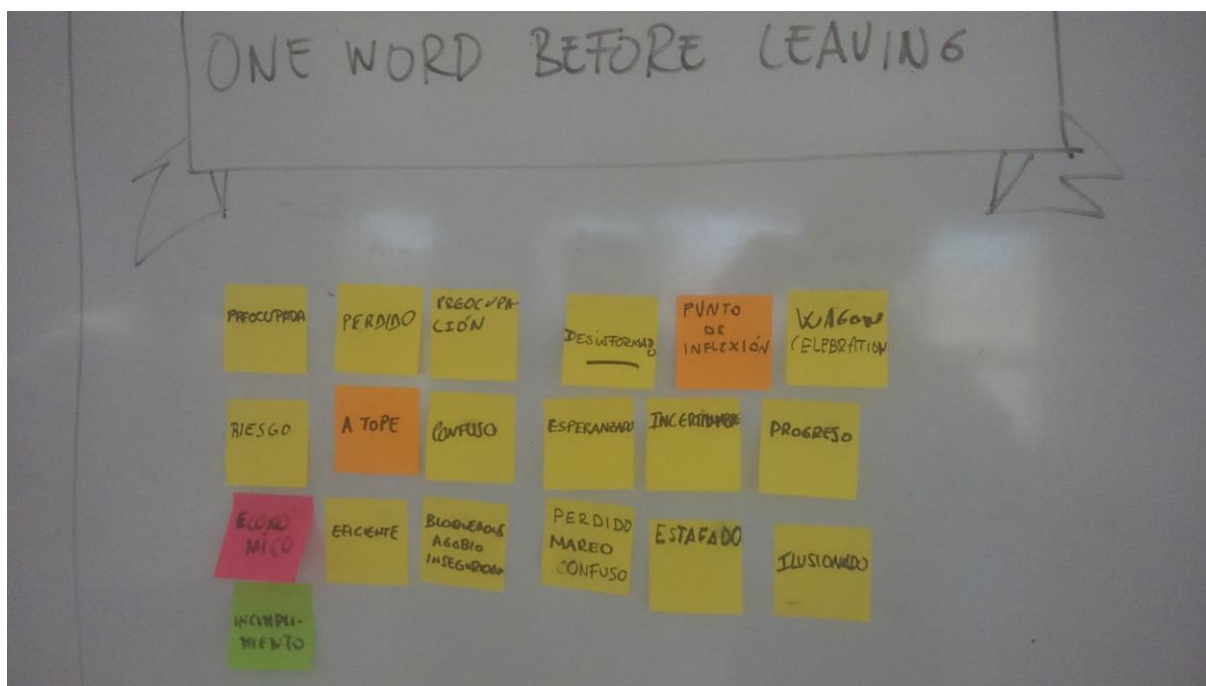 ONE WORD BEFORE LEAVING
PREOCUPADA
PERDIDO
PREOCUPA
CIÓN
DESINFORMADO
PUNTO
DE
INFLEXIÓN
WAGON
CELEBRATION
RIESGO
A TOPE
CONFUSO
ESPERANZADO
INCERTIDUMBRE
PROGRESO
ECONÓ
MICO
EFICIENTE
BLOQUEADOS
AGOBIO
INSEGURIDAD
PERDIDO
MAREO
CONFUSO
ESTAFADO
ILUSIONADO
INCUMPLI-
MIENTO